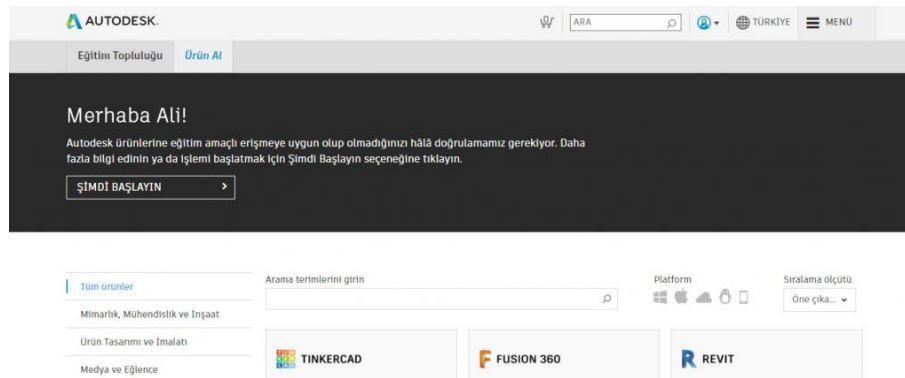 AUTODESK.
ARA
TÜRKİYE
MENÜ
Eğitim Topluluğu
Ürün Al
Merhaba Ali!
Autodesk ürünlerine eğitim amaçlı erişmeye uygun olup olmadığınızı hâlâ doğrulamamız gerekiyor. Daha
fazla bilgi edinin ya da işlemi başlatmak için Şimdi Başlayın seçeneğine tıklayın.
ŞİMDİ BAŞLAYIN
Tüm ürünler
Mimarlık, Mühendislik ve İnşaat
Ürün Tasarımı ve İmalatı
Medya ve Eğlence
Arama terimlerini girin
Platform
Sıralama ölçütü
Öne çıka...
TINKERCAD
FUSION 360
REVIT